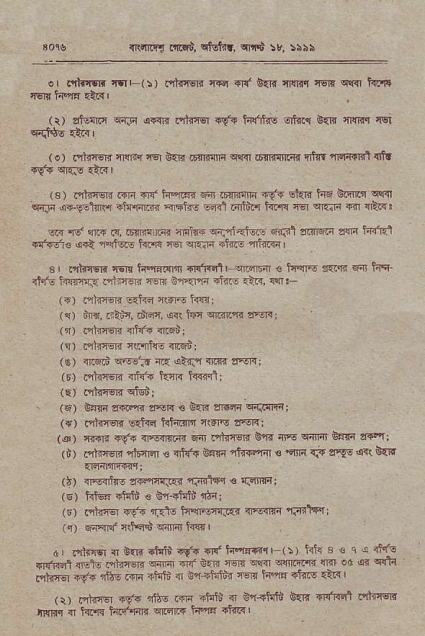 ৪০৭৬ বাংলাদেশ গেজেট, অতিরিক্ত, আগস্ট ১৮, ১৯৯৯
৩। পৌরসভার সভা।—(১) পৌরসভার সকল কার্য উহার সাধারণ সভায় অথবা বিশেষ
সভায় নিষ্পন্ন হইবে।
(২) প্রতিমাসে অন্যূন একবার পৌরসভা কর্তৃক নির্ধারিত তারিখে উহার সাধারণ সভা
অনুষ্ঠিত হইবে।
(৩) পৌরসভার সাধারণ সভা উহার চেয়ারম্যান অথবা চেয়ারম্যানের দায়িত্ব পালনকারী ব্যক্তি
কর্তৃক আহূত হইবে।
(৪) পৌরসভার কোন কার্য নিষ্পন্নের জন্য চেয়ারম্যান কর্তৃক তাঁহার নিজ উদ্যোগে অথবা
অন্যূন এক-তৃতীয়াংশ কমিশনারের স্বাক্ষরিত তলবী নোটিশে বিশেষ সভা আহ্বান করা যাইবেঃ
তবে শর্ত থাকে যে, চেয়ারম্যানের সাময়িক অনুপস্থিতিতে জরুরী প্রয়োজনে প্রধান নির্বাহী
কর্মকর্তাও একই পদ্ধতিতে বিশেষ সভা আহ্বান করিতে পারিবেন।
৪। পৌরসভার সভায় নিষ্পন্নযোগ্য কার্যাবলী।—আলোচনা ও সিদ্ধান্ত গ্রহণের জন্য নিম্ন-
বর্ণিত বিষয়সমূহ পৌরসভার সভায় উপস্থাপন করিতে হইবে, যথাঃ—
(ক) পৌরসভার তহবিল সংক্রান্ত বিষয়;
(খ) ট্যাক্স, রেইট্স, টোলস, এবং ফিস আরোপের প্রস্তাব;
(গ) পৌরসভার বার্ষিক বাজেট;
(ঘ) পৌরসভার সংশোধিত বাজেট;
(ঙ) বাজেটে অন্তর্ভুক্ত নহে এইরূপ ব্যয়ের প্রস্তাব;
(চ) পৌরসভার বার্ষিক হিসাব বিবরণী;
(ছ) পৌরসভার অডিট;
(জ) উন্নয়ন প্রকল্পের প্রস্তাব ও উহার প্রাক্কলন অনুমোদন;
(ঝ) পৌরসভার তহবিল বিনিয়োগ সংক্রান্ত প্রস্তাব;
(ঞ) সরকার কর্তৃক বাস্তবায়নের জন্য পৌরসভার উপর ন্যস্ত অন্যান্য উন্নয়ন প্রকল্প;
(ট) পৌরসভার পাঁচসালা ও বার্ষিক উন্নয়ন পরিকল্পনা ও প্ল্যান বুক প্রস্তুত এবং উহার
হালনাগাদকরণ;
(ঠ) বাস্তবায়িত প্রকল্পসমূহের পুনরীক্ষণ ও মূল্যায়ন;
(ড) বিভিন্ন কমিটি ও উপ-কমিটি গঠন;
(ঢ) পৌরসভা কর্তৃক গৃহীত সিদ্ধান্তসমূহের বাস্তবায়ন পুনরীক্ষণ;
(ণ) জনস্বার্থ সংশ্লিষ্ট অন্যান্য বিষয়।
৫। পৌরসভা বা উহার কমিটি কর্তৃক কার্য নিষ্পন্নকরণ।—(১) বিধি ৪ ও ৭ এ বর্ণিত
কার্যাবলী ব্যতীত পৌরসভার অন্যান্য কার্য উহার সভায় অথবা অধ্যাদেশের ধারা ৩৫ এর অধীন
পৌরসভা কর্তৃক গঠিত কোন কমিটি বা উপ-কমিটির সভায় নিষ্পন্ন করিতে হইবে।
(২) পৌরসভা কর্তৃক গঠিত কোন কমিটি বা উপ-কমিটি উহার কার্যাবলী পৌরসভার
সাধারণ বা বিশেষ নির্দেশনার আলোকে নিষ্পন্ন করিবে।